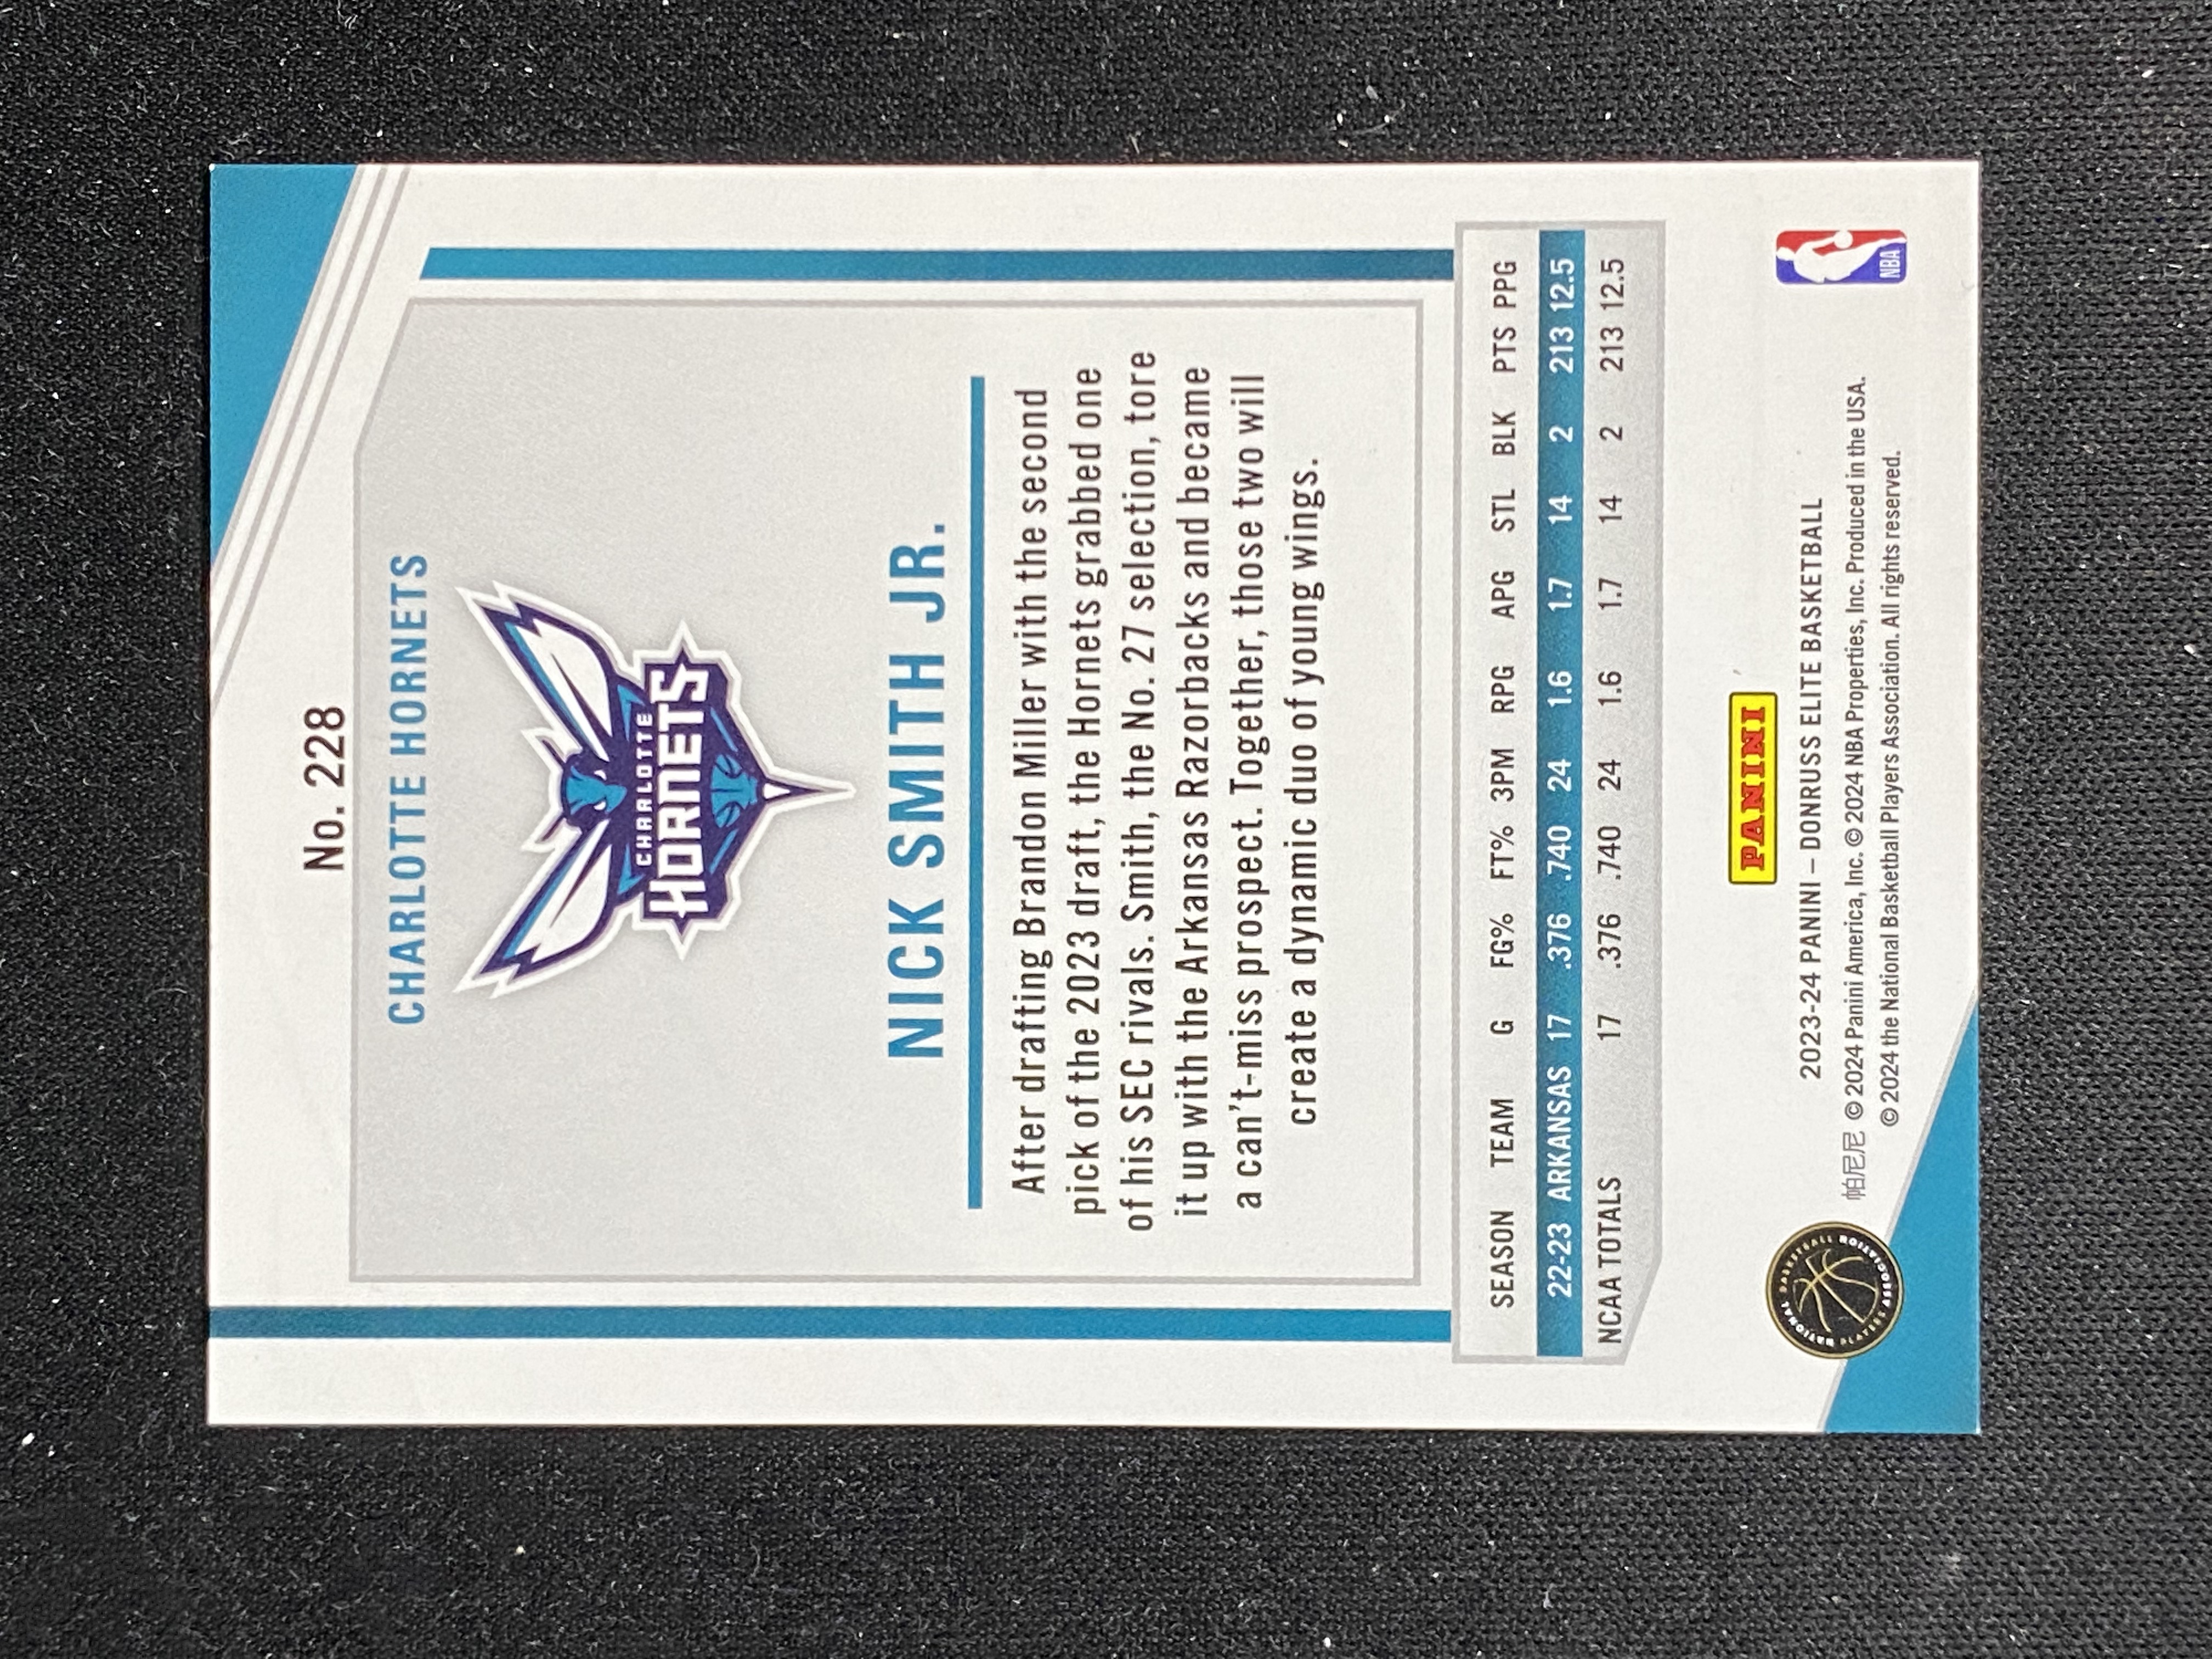 No. 228
CHARLOTTE HORNETS
CHARLOTTE
HORNETS
NICK SMITH JR.
After drafting Brandon Miller with the second
pick of the 2023 draft, the Hornets grabbed one
of his SEC rivals. Smith, the No. 27 selection, tore
it up with the Arkansas Razorbacks and became
a can't-miss prospect. Together, those two will
create a dynamic duo of young wings.
SEASON TEAM G FG% FT% 3PM RPG APG STL BLK PTS PPG
22-23 ARKANSAS 17 .376 .740 24 1.6 1.7 14 2 213 12.5
NCAA TOTALS 17 .376 .740 24 1.6 1.7 14 2 213 12.5
PANINI
2023-24 PANINI – DONRUSS ELITE BASKETBALL
帕尼尼 © 2024 Panini America, Inc. © 2024 NBA Properties, Inc. Produced in the USA.
© 2024 the National Basketball Players Association. All rights reserved.
NATIONAL BASKETBALL PLAYERS ASSOCIATION
NBA